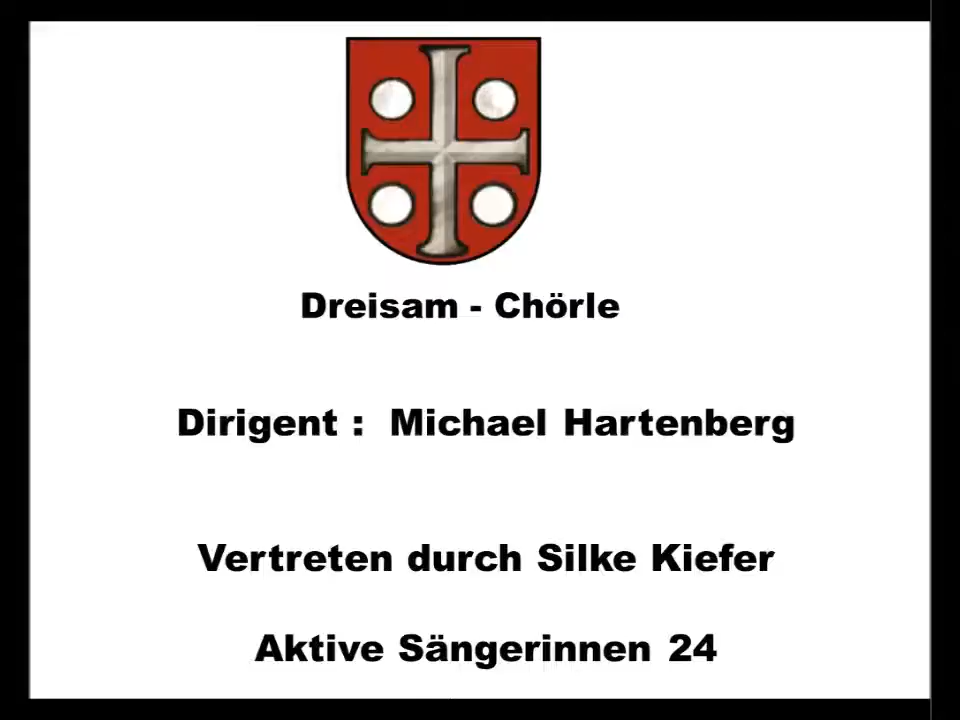 Dreisam - Chörle
Dirigent :  Michael Hartenberg
Vertreten durch Silke Kiefer
Aktive Sängerinnen 24